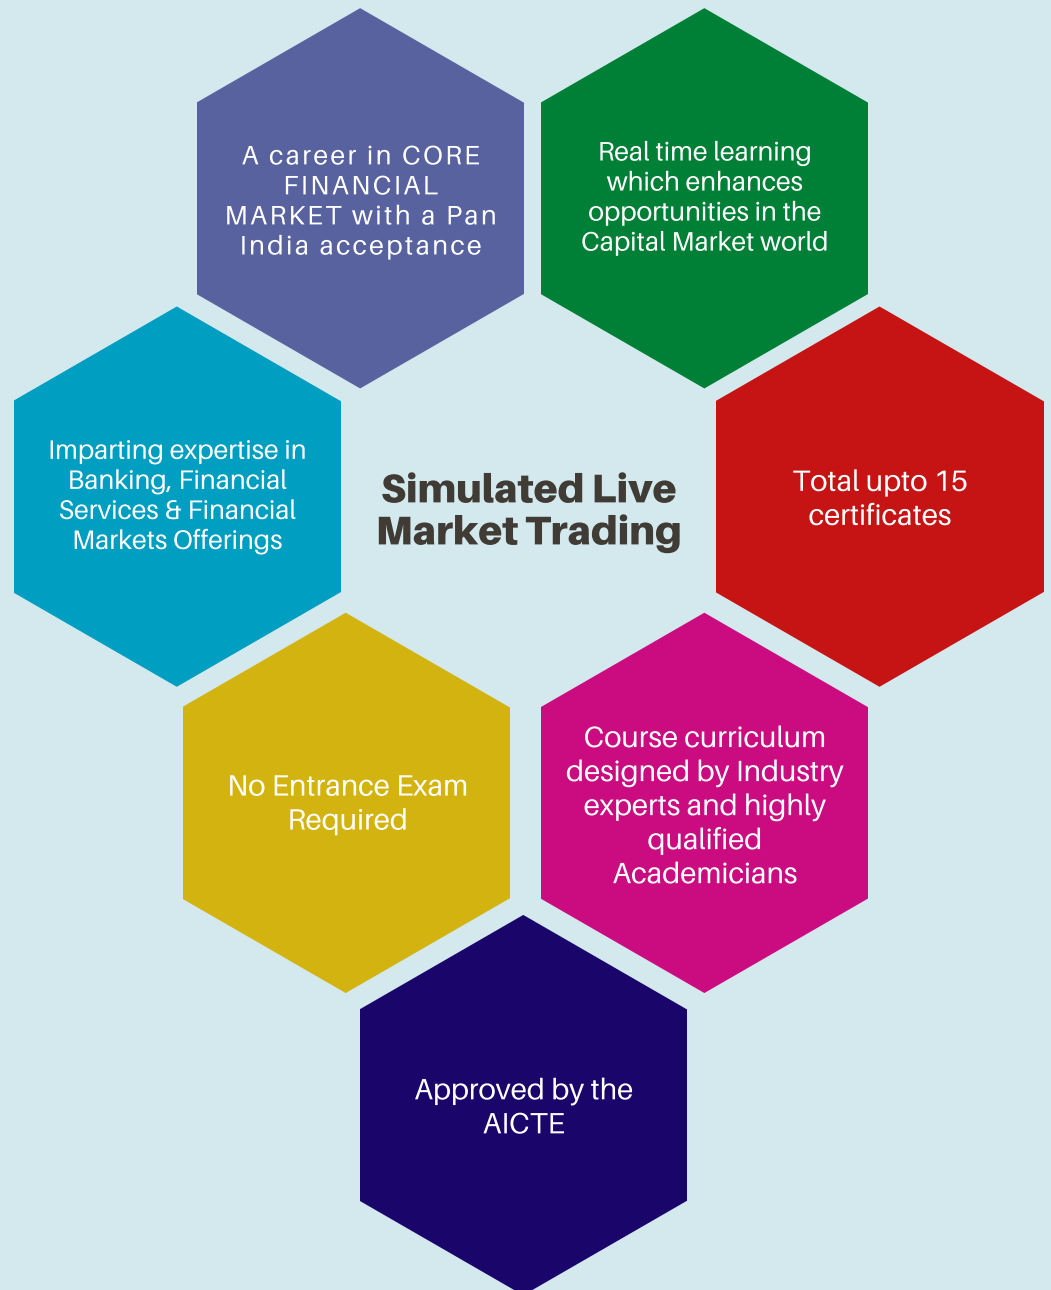 A career in CORE
FINANCIAL
MARKET with a Pan
India acceptance
Real time learning
which enhances
opportunities in the
Capital Market world
Imparting expertise in
Banking, Financial
Services & Financial
Markets Offerings
Simulated Live
Market Trading
Total upto 15
certificates
No Entrance Exam
Required
Course curriculum
designed by Industry
experts and highly
qualified
Academicians
Approved by the
AICTE